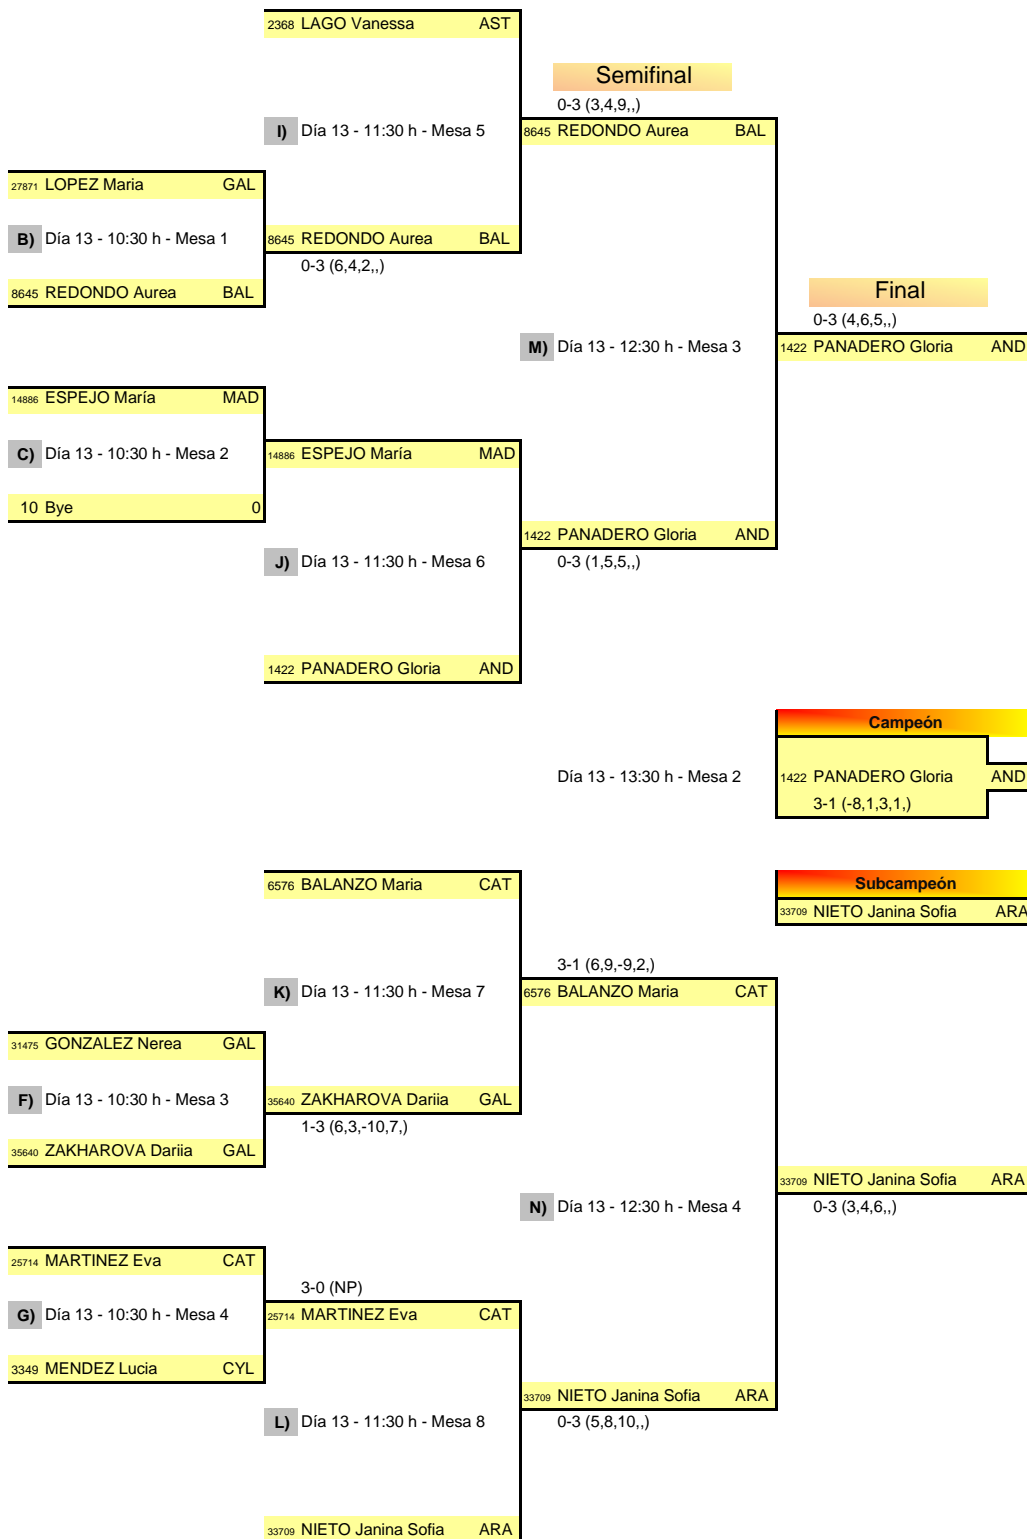 2368 LAGO Vanessa AST
Semifinal
0-3 (3,4,9,,)
I) Día 13 - 11:30 h - Mesa 5
8645 REDONDO Aurea BAL
27871 LOPEZ Maria GAL
B) Día 13 - 10:30 h - Mesa 1
8645 REDONDO Aurea BAL
0-3 (6,4,2,,)
8645 REDONDO Aurea BAL
Final
0-3 (4,6,5,,)
M) Día 13 - 12:30 h - Mesa 3
1422 PANADERO Gloria AND
14886 ESPEJO María MAD
C) Día 13 - 10:30 h - Mesa 2
14886 ESPEJO María MAD
10 Bye 0
1422 PANADERO Gloria AND
J) Día 13 - 11:30 h - Mesa 6
0-3 (1,5,5,,)
1422 PANADERO Gloria AND
Campeón
Día 13 - 13:30 h - Mesa 2
1422 PANADERO Gloria AND
3-1 (-8,1,3,1,)
6576 BALANZO Maria CAT
Subcampeón
33709 NIETO Janina Sofia ARA
3-1 (6,9,-9,2,)
K) Día 13 - 11:30 h - Mesa 7
6576 BALANZO Maria CAT
31475 GONZALEZ Nerea GAL
F) Día 13 - 10:30 h - Mesa 3
35640 ZAKHAROVA Dariia GAL
1-3 (6,3,-10,7,)
35640 ZAKHAROVA Dariia GAL
33709 NIETO Janina Sofia ARA
N) Día 13 - 12:30 h - Mesa 4
0-3 (3,4,6,,)
25714 MARTINEZ Eva CAT
3-0 (NP)
G) Día 13 - 10:30 h - Mesa 4
25714 MARTINEZ Eva CAT
3349 MENDEZ Lucia CYL
33709 NIETO Janina Sofia ARA
L) Día 13 - 11:30 h - Mesa 8
0-3 (5,8,10,,)
33709 NIETO Janina Sofia ARA